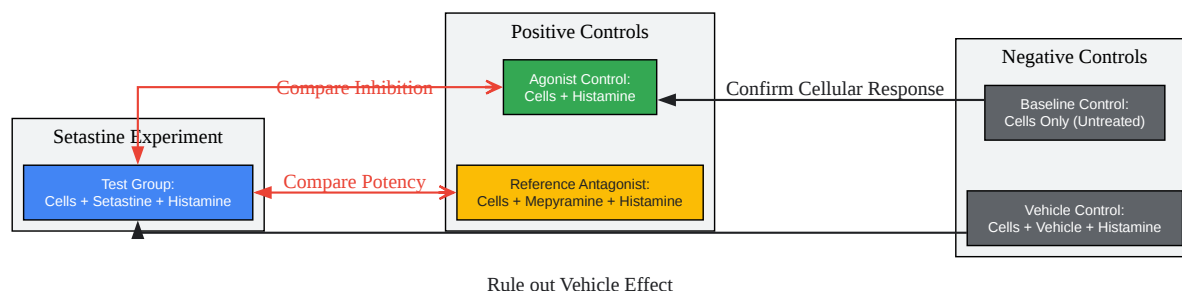 Positive Controls
Agonist Control:
Cells + Histamine
Compare Inhibition
Confirm Cellular Response
Negative Controls
Baseline Control:
Cells Only (Untreated)
Setastine Experiment
Test Group:
Cells + Setastine + Histamine
Compare Potency
Reference Antagonist:
Cells + Mepyramine + Histamine
Vehicle Control:
Cells + Vehicle + Histamine
Rule out Vehicle Effect